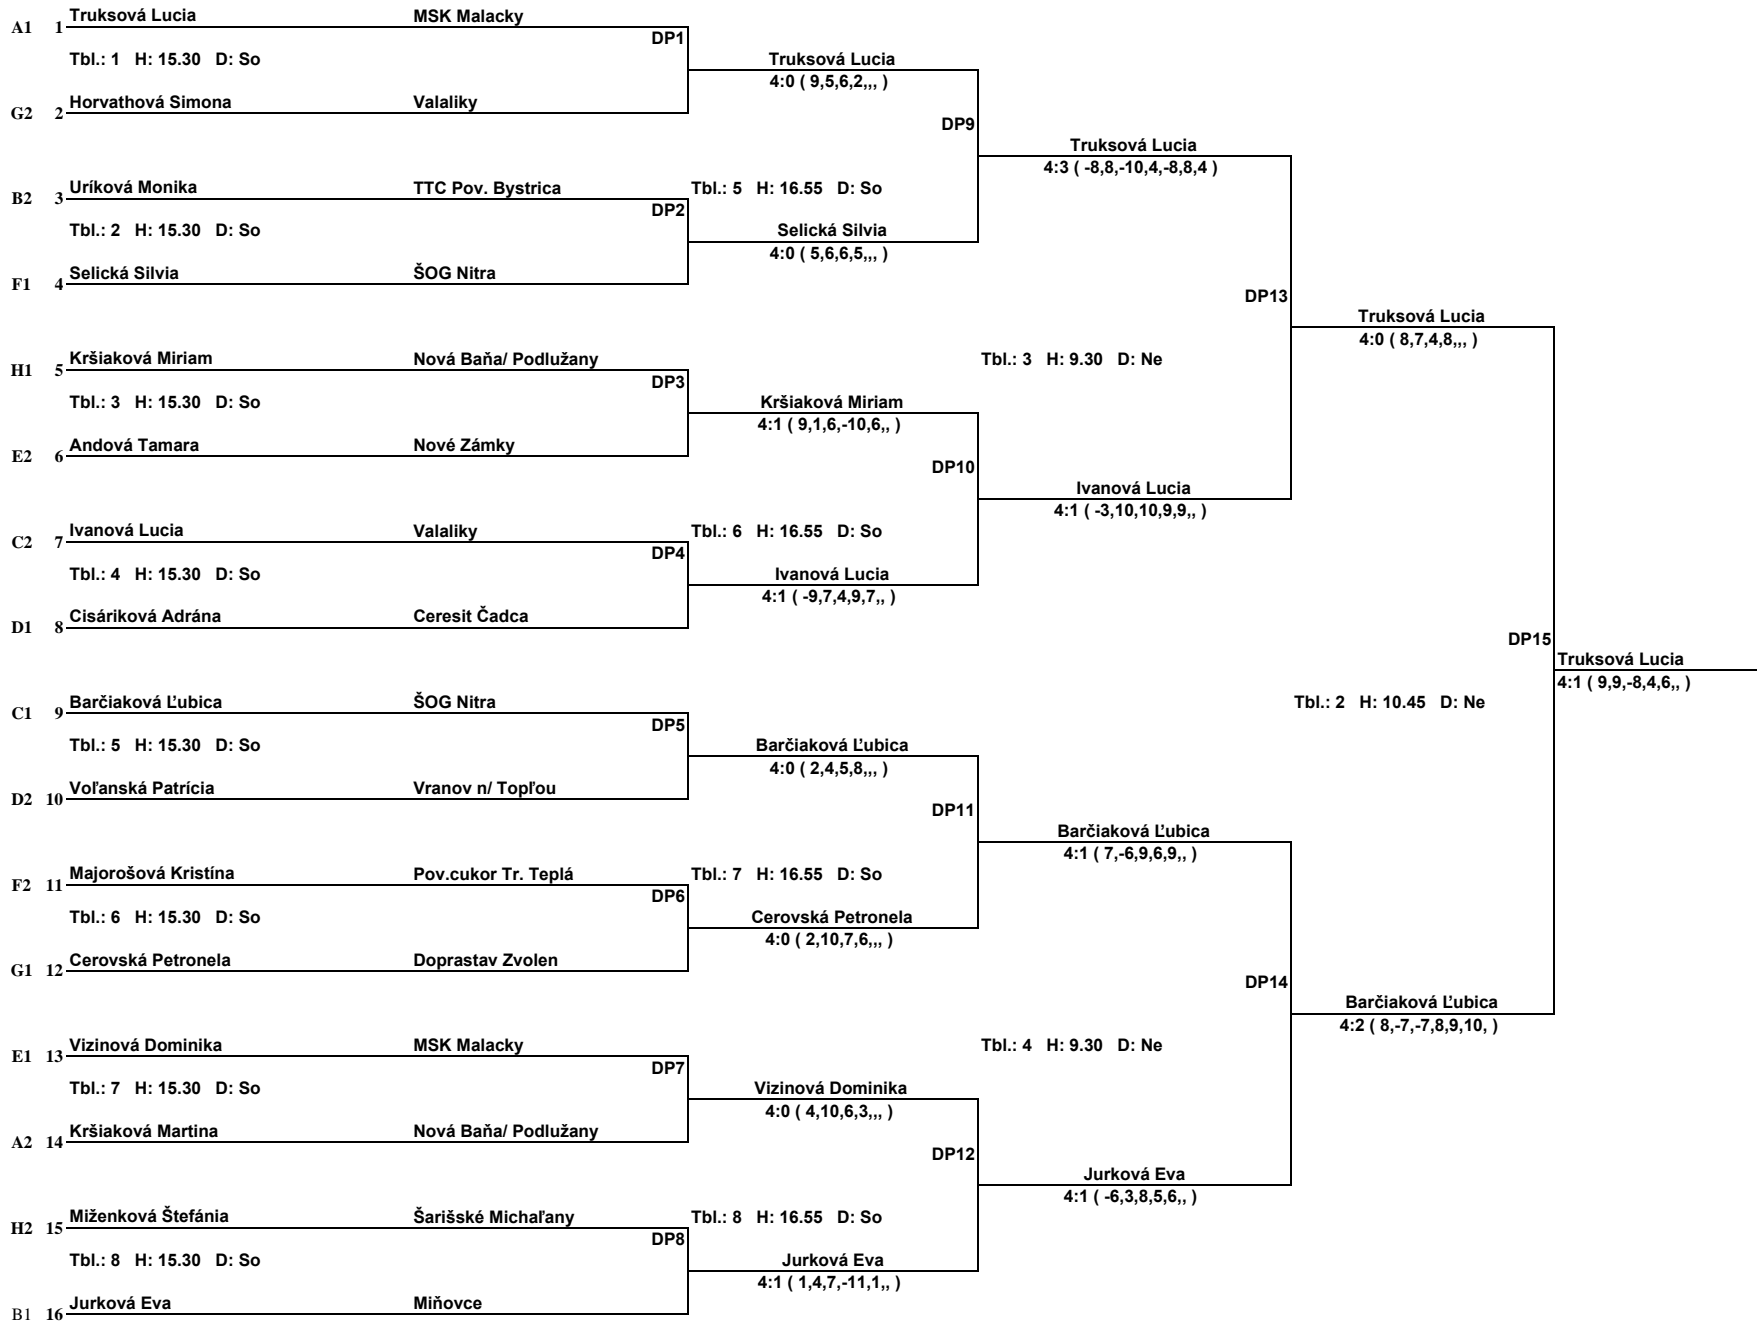 Truksová Lucia MSK Malacky
A1 1 DP1
Tbl.: 1 H: 15.30 D: So Truksová Lucia
4:0 ( 9,5,6,2,,, )
Horvathová Simona Valaliky
G2 2 DP9
Truksová Lucia
4:3 ( -8,8,-10,4,-8,8,4 )
Uríková Monika TTC Pov. Bystrica Tbl.: 5 H: 16.55 D: So
B2 3 DP2
Tbl.: 2 H: 15.30 D: So Selická Silvia
4:0 ( 5,6,6,5,,, )
Selická Silvia ŠOG Nitra
F1 4 DP13
Truksová Lucia
4:0 ( 8,7,4,8,,, )
Kršiaková Miriam Nová Baňa/ Podlužany Tbl.: 3 H: 9.30 D: Ne
H1 5 DP3
Tbl.: 3 H: 15.30 D: So Kršiaková Miriam
4:1 ( 9,1,6,-10,6,, )
Andová Tamara Nové Zámky
E2 6 DP10
Ivanová Lucia
4:1 ( -3,10,10,9,9,, )
Ivanová Lucia Valaliky Tbl.: 6 H: 16.55 D: So
C2 7 DP4
Tbl.: 4 H: 15.30 D: So Ivanová Lucia
4:1 ( -9,7,4,9,7,, )
Cisáriková Adrána Ceresit Čadca
D1 8 DP15
Truksová Lucia
4:1 ( 9,9,-8,4,6,, )
Barčiaková Ľubica ŠOG Nitra Tbl.: 2 H: 10.45 D: Ne
C1 9 DP5
Tbl.: 5 H: 15.30 D: So Barčiaková Ľubica
4:0 ( 2,4,5,8,,, )
Voľanská Patrícia Vranov n/ Topľou
D2 10 DP11
Barčiaková Ľubica
4:1 ( 7,-6,9,6,9,, )
Majorošová Kristína Pov.cukor Tr. Teplá Tbl.: 7 H: 16.55 D: So
F2 11 DP6
Tbl.: 6 H: 15.30 D: So Cerovská Petronela
4:0 ( 2,10,7,6,,, )
Cerovská Petronela Doprastav Zvolen
G1 12 DP14
Barčiaková Ľubica
4:2 ( 8,-7,-7,8,9,10, )
Vizinová Dominika MSK Malacky Tbl.: 4 H: 9.30 D: Ne
E1 13 DP7
Tbl.: 7 H: 15.30 D: So Vizinová Dominika
4:0 ( 4,10,6,3,,, )
Kršiaková Martina Nová Baňa/ Podlužany
A2 14 DP12
Jurková Eva
4:1 ( -6,3,8,5,6,, )
Miženková Štefánia Šarišské Michaľany Tbl.: 8 H: 16.55 D: So
H2 15 DP8
Tbl.: 8 H: 15.30 D: So Jurková Eva
4:1 ( 1,4,7,-11,1,, )
Jurková Eva Miňovce
B1 16